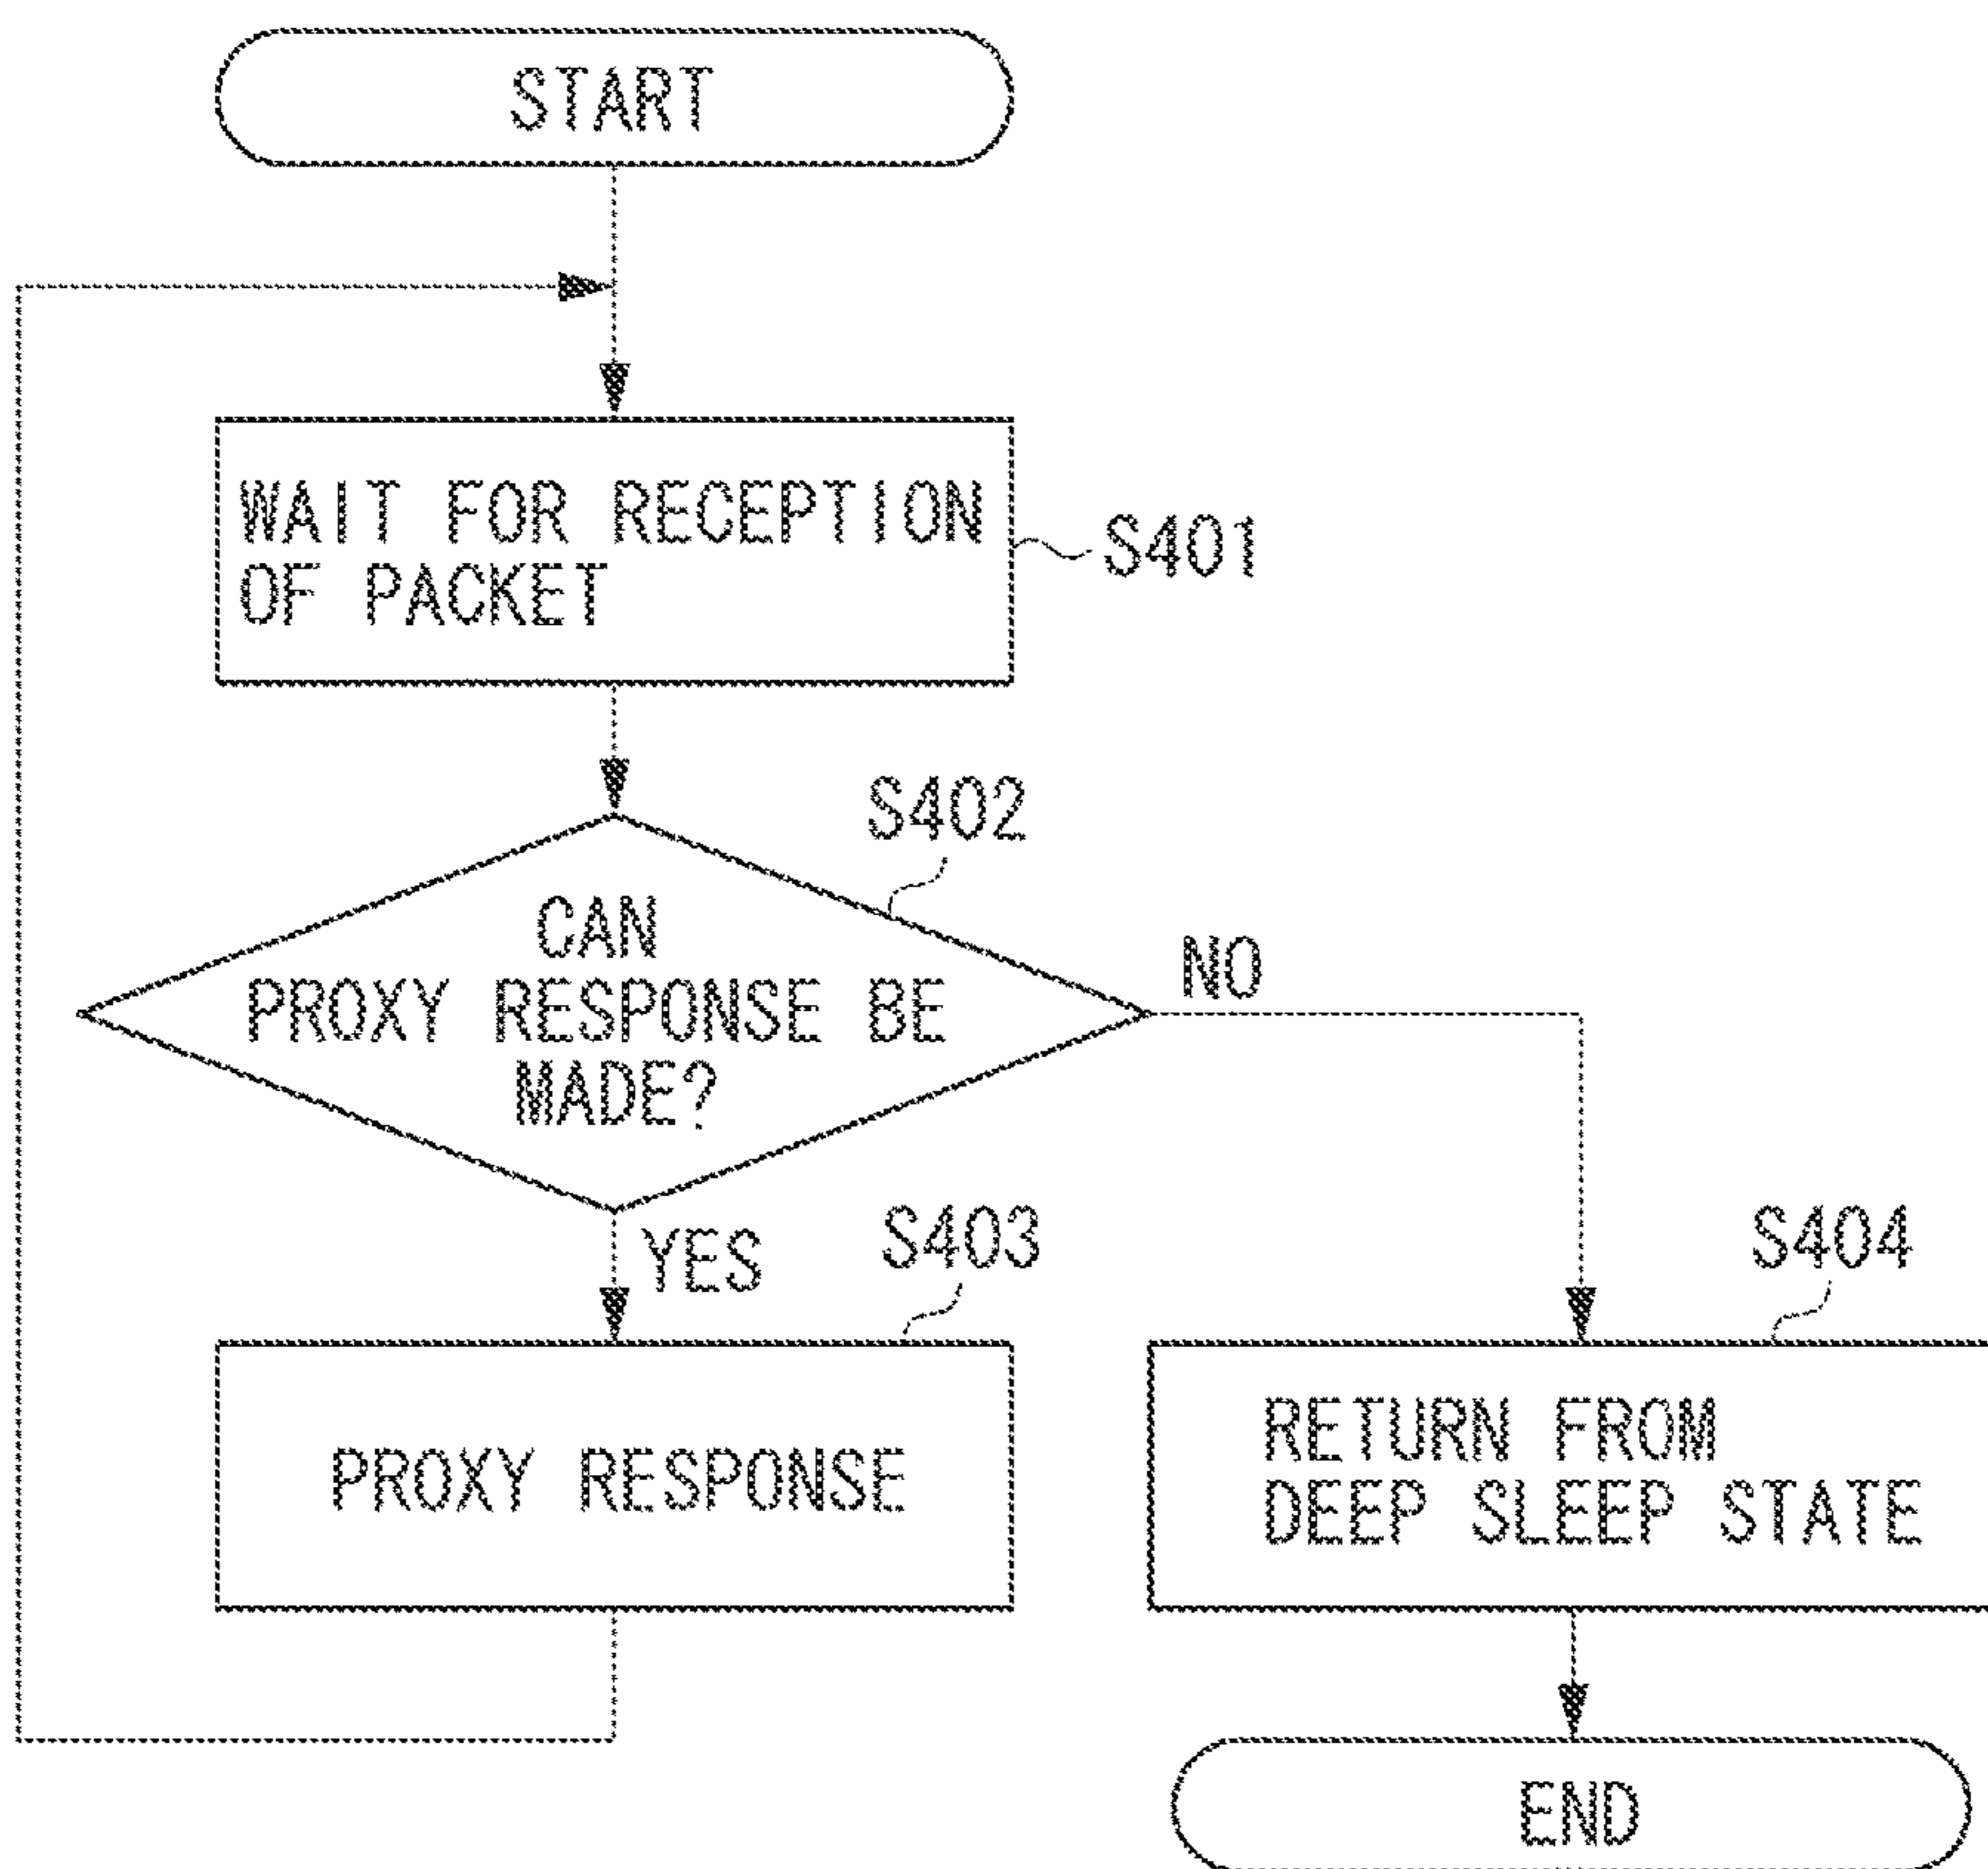 START
WAIT FOR RECEPTION
OF PACKET
S401
S402
CAN
PROXY RESPONSE BE
MADE?
NO
YES
S403
S404
PROXY RESPONSE
RETURN FROM
DEEP SLEEP STATE
END